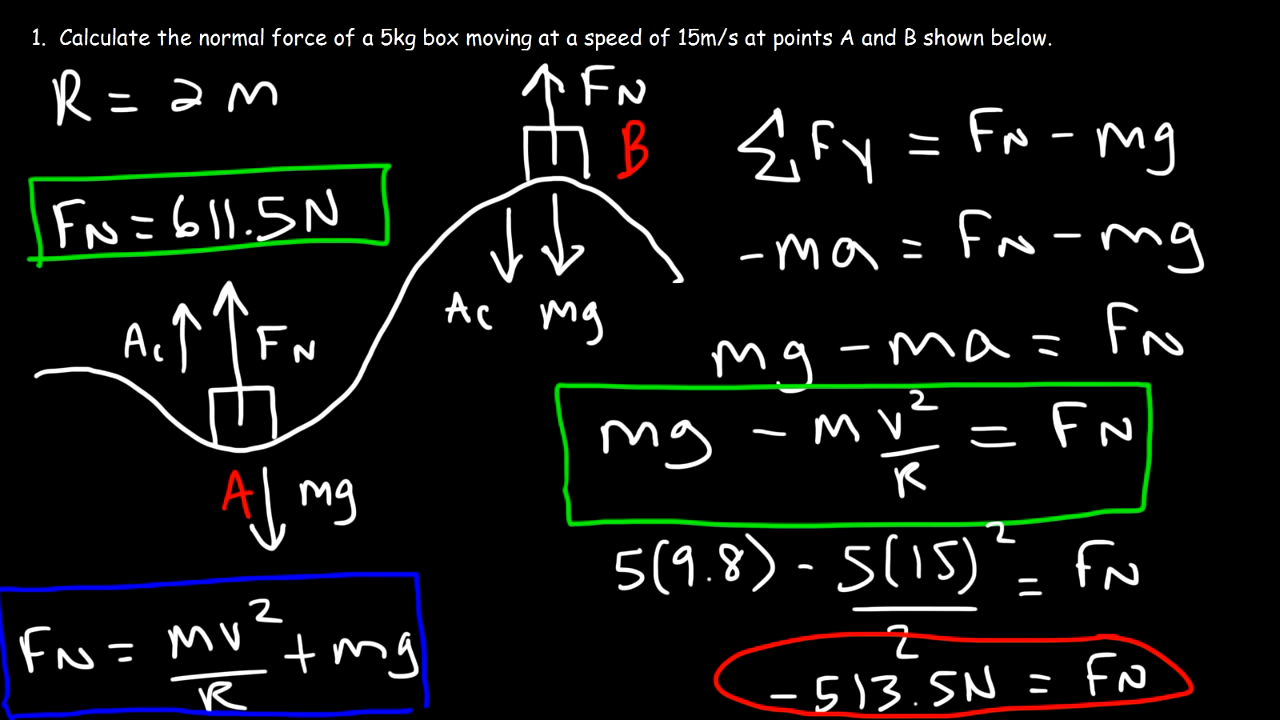 1. Calculate the normal force of a 5kg box moving at a speed of 15m/s at points A and B shown below.
R = 2 m
FN = 611.5N
Ac
FN
A
mg
FN = mv²/R + mg
FN
B
Ac
mg
ΣFy = FN - mg
-ma = FN - mg
mg - ma = FN
mg - m v²/R = FN
5(9.8) - 5(15)²/2 = FN
-513.5N = FN